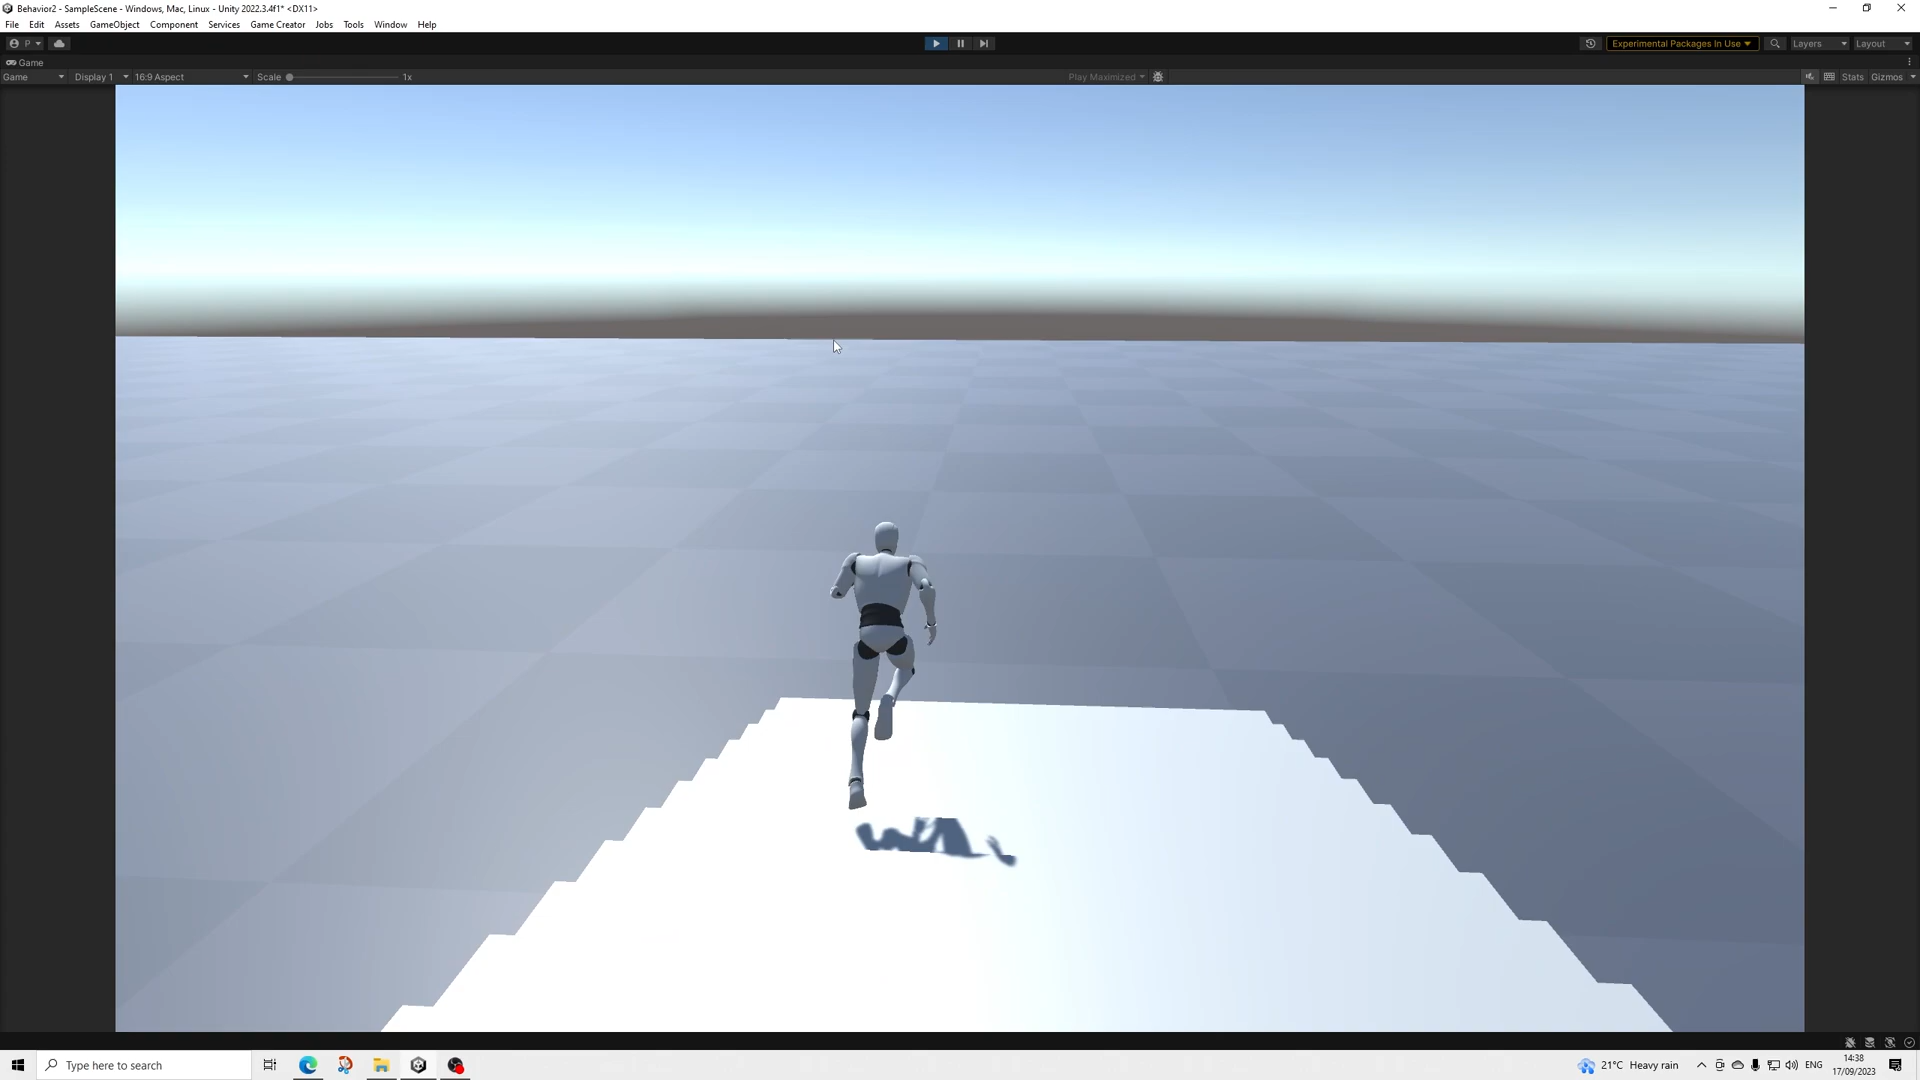 Behavior2 - SampleScene - Windows, Mac, Linux - Unity 2022.3.4f1* <DX11>
File Edit Assets GameObject Component Services Game Creator Jobs Tools Window Help
P Experimental Packages In Use Layers Layout
Game
Game Display 1 16:9 Aspect Scale 1x Play Maximized Stats Gizmos
Type here to search 21°C Heavy rain ENG 14:38
17/09/2023